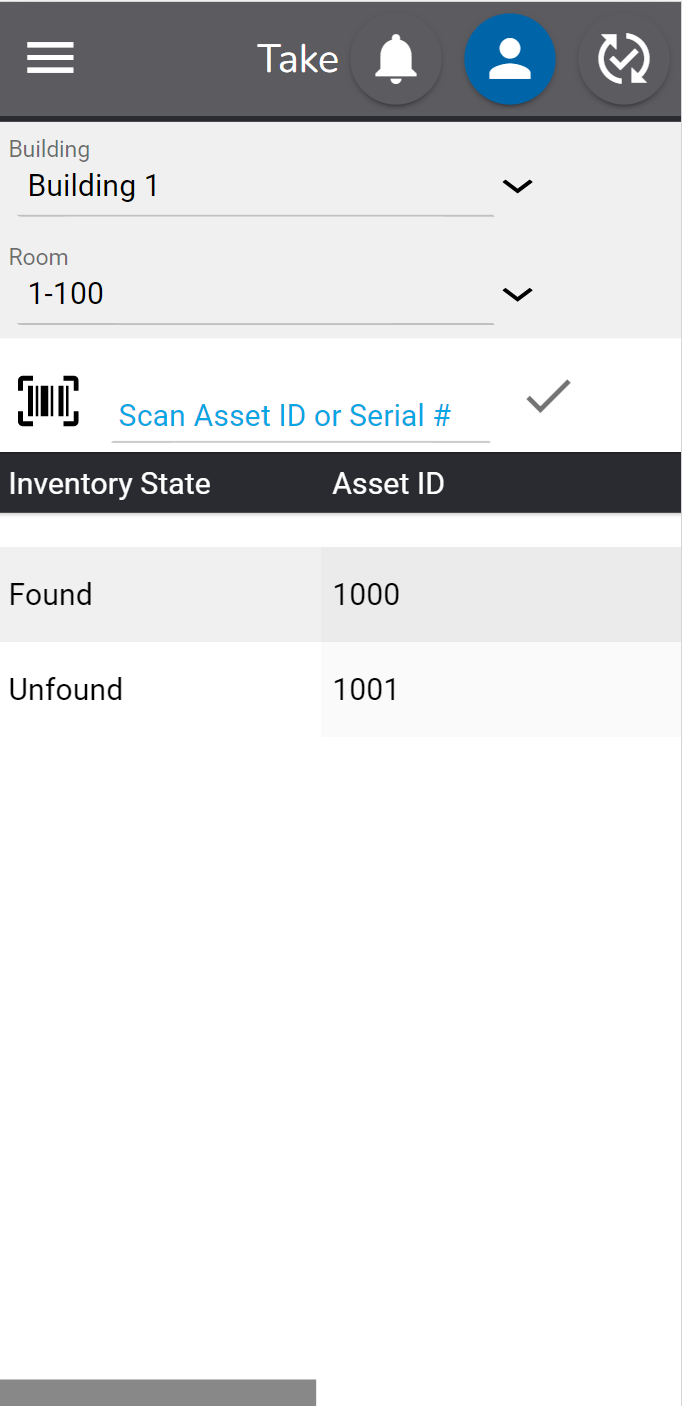 Take
Building
Building 1
Room
1-100
Scan Asset ID or Serial #
Inventory State Asset ID
Found 1000
Unfound 1001